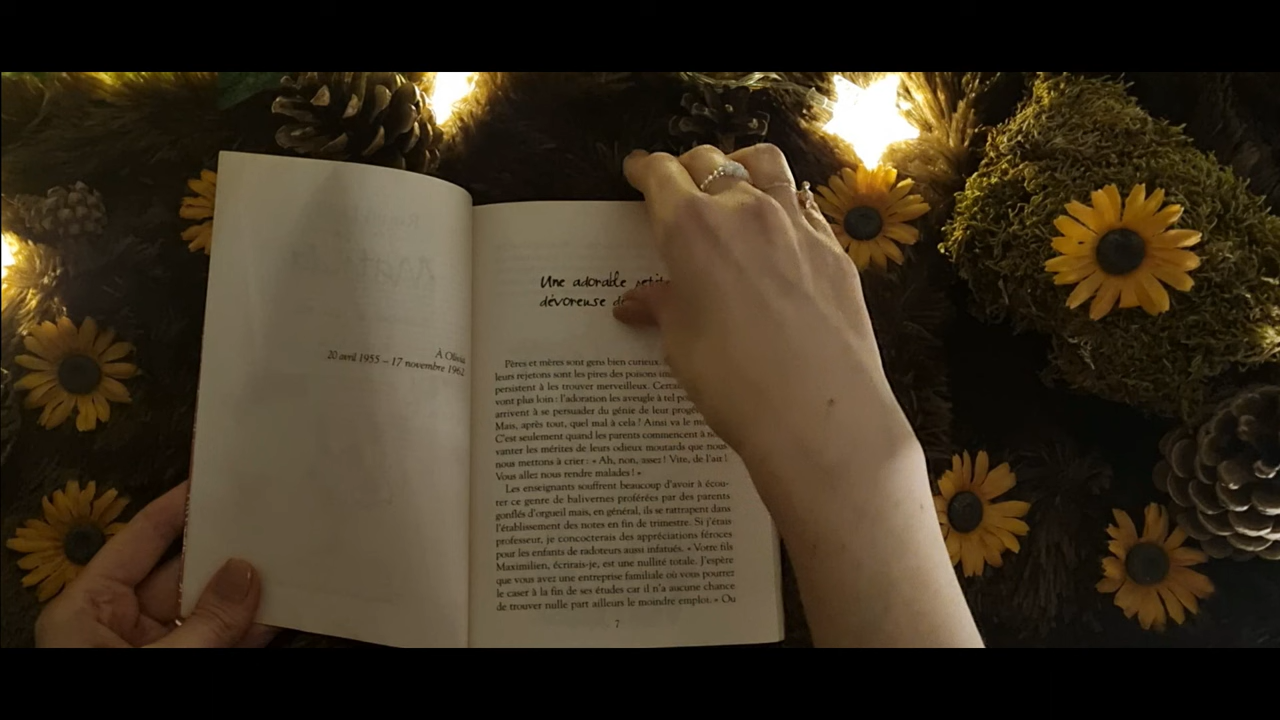 À Olivia
20 avril 1955 – 17 novembre 1962
Une adorable petite
dévoreuse de
Pères et mères sont gens bien curieux.
leurs rejetons sont les pires des poisons
persistent à les trouver merveilleux.
vont plus loin : l'adoration les aveugle à tel
arrivent à se persuader du génie de leur
Mais, après tout, quel mal à cela ? Ainsi va le
C'est seulement quand les parents commencent à
vanter les mérites de leurs odieux moutards que nous
nous mettons à crier : « Ah, non, assez ! Vite, de l'air !
Vous allez nous rendre malades ! »
Les enseignants souffrent beaucoup d'avoir à écou-
ter ce genre de balivernes proférées par des parents
gonflés d'orgueil mais, en général, ils se rattrapent dans
l'établissement des notes en fin de trimestre. Si j'étais
professeur, je concocterais des appréciations féroces
pour les enfants de radoteurs aussi infatués. « Votre fils
Maximilien, écrirais-je, est une nullité totale. J'espère
que vous avez une entreprise familiale où vous pourrez
le caser à la fin de ses études car il n'a aucune chance
de trouver nulle part ailleurs le moindre emploi. » Ou
7